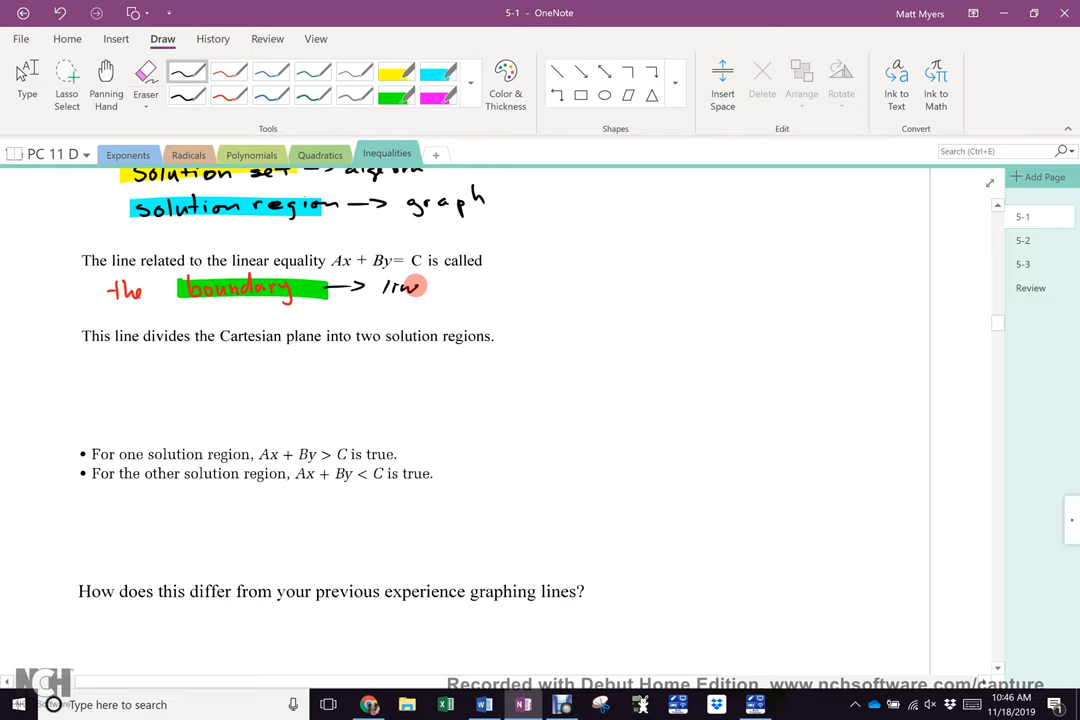 5-1 - OneNote
Matt Myers
File Home Insert Draw History Review View
Type
Lasso Select
Panning Hand
Eraser
Color & Thickness
Insert Space
Delete
Arrange
Rotate
Ink to Text
Ink to Math
Tools
Shapes
Edit
Convert
PC 11 D
Exponents
Radicals
Polynomials
Quadratics
Inequalities
+
Search (Ctrl+E)
+ Add Page
5-1
5-2
5-3
Review
solution set → algebra
solution region → graph
The line related to the linear equality Ax + By= C is called
the boundary →
This line divides the Cartesian plane into two solution regions.
• For one solution region, Ax + By > C is true.
• For the other solution region, Ax + By < C is true.
How does this differ from your previous experience graphing lines?
NCH
Software
Recorded with Debut Home Edition www.nchsoftware.com/capture
Type here to search
10:46 AM
11/18/2019